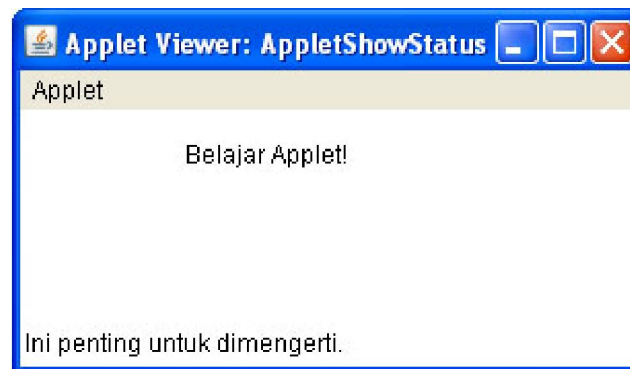 Applet Viewer: AppletShowStatus
Applet
Belajar Applet!
Ini penting untuk dimengerti.